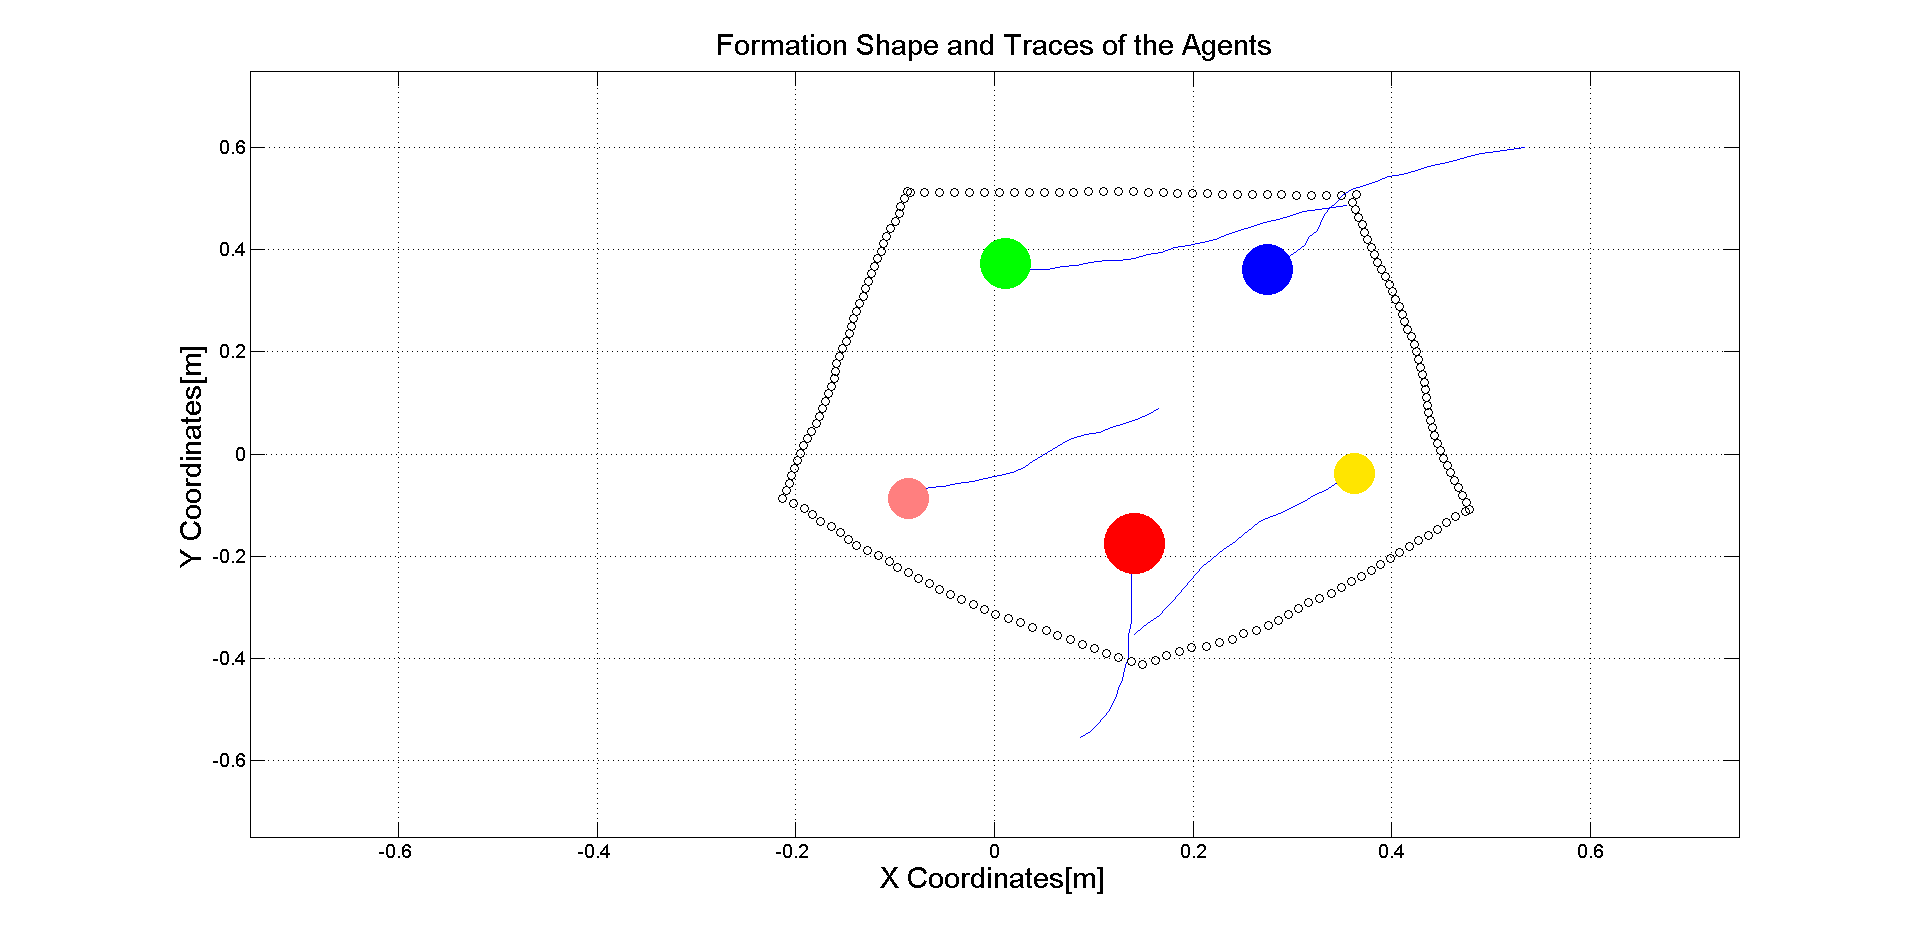 Formation Shape and Traces of the Agents
0.6
0.4
0.2
0
-0.2
-0.4
-0.6
Y Coordinates[m]
-0.6 -0.4 -0.2 0 0.2 0.4 0.6
X Coordinates[m]